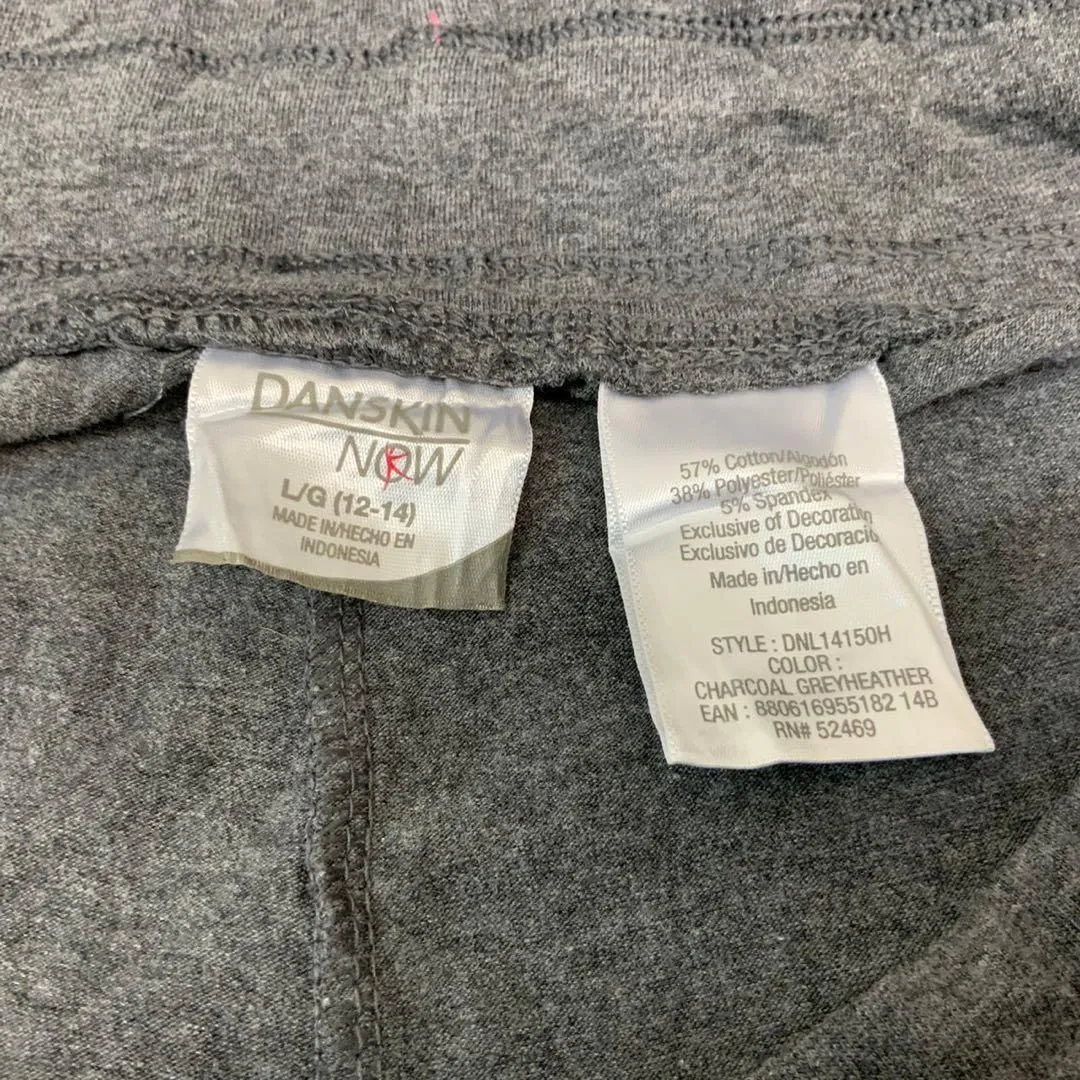 DANSKIN
NOW
L/G (12-14)
MADE IN/HECHO EN
INDONESIA
57% Cotton/Algodón
38% Polyester/Poliéster
5% Spandex
Exclusive of Decoration
Exclusivo de Decoració
Made in/Hecho en
Indonesia
STYLE : DNL14150H
COLOR :
CHARCOAL GREYHEATHER
EAN : 880616955182 14B
RN# 52469